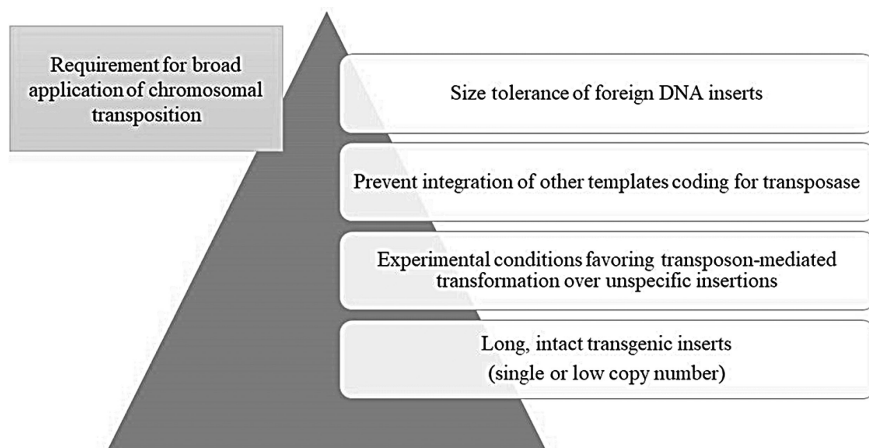 Requirement for broad
application of chromosomal
transposition
Size tolerance of foreign DNA inserts
Prevent integration of other templates coding for transposase
Experimental conditions favoring transposon-mediated
transformation over unspecific insertions
Long, intact transgenic inserts
(single or low copy number)